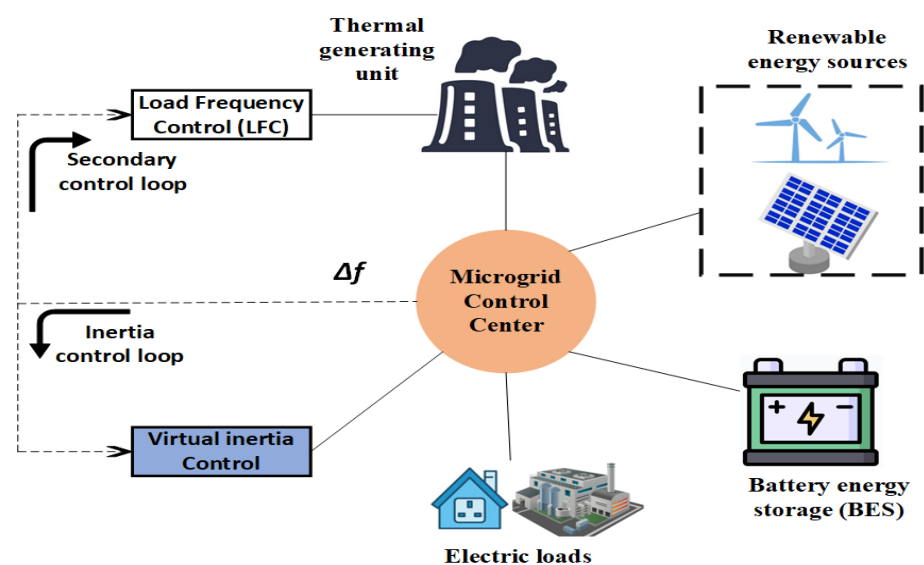 Thermal
generating
unit
Renewable
energy sources
Load Frequency
Control (LFC)
Secondary
control loop
Δf
Microgrid
Control
Center
Inertia
control loop
Virtual inertia
Control
+ −
Battery energy
storage (BES)
Electric loads